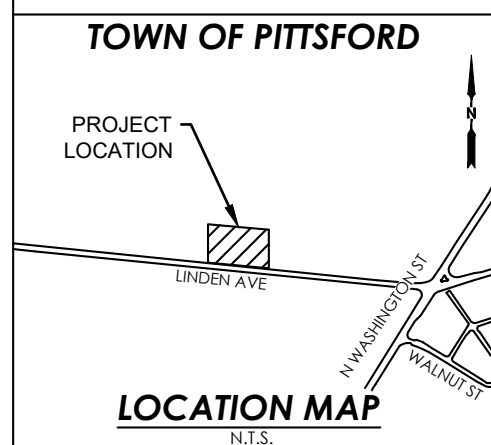 TOWN OF PITTSFORD
N
PROJECT
LOCATION
LINDEN AVE
N WASHINGTON ST
WALNUT ST
LOCATION MAP
N.T.S.